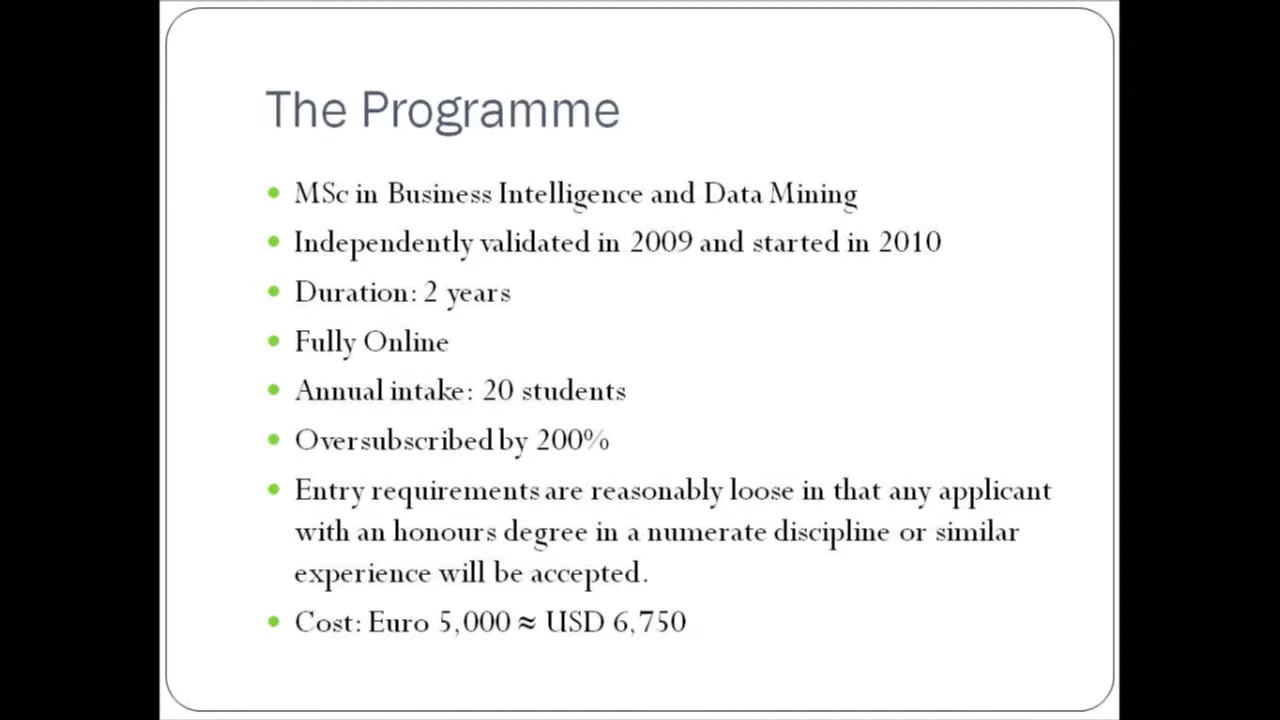 The Programme
MSc in Business Intelligence and Data Mining
Independently validated in 2009 and started in 2010
Duration: 2 years
Fully Online
Annual intake: 20 students
Oversubscribed by 200%
Entry requirements are reasonably loose in that any applicant
with an honours degree in a numerate discipline or similar
experience will be accepted.
Cost: Euro 5,000 ≈ USD 6,750